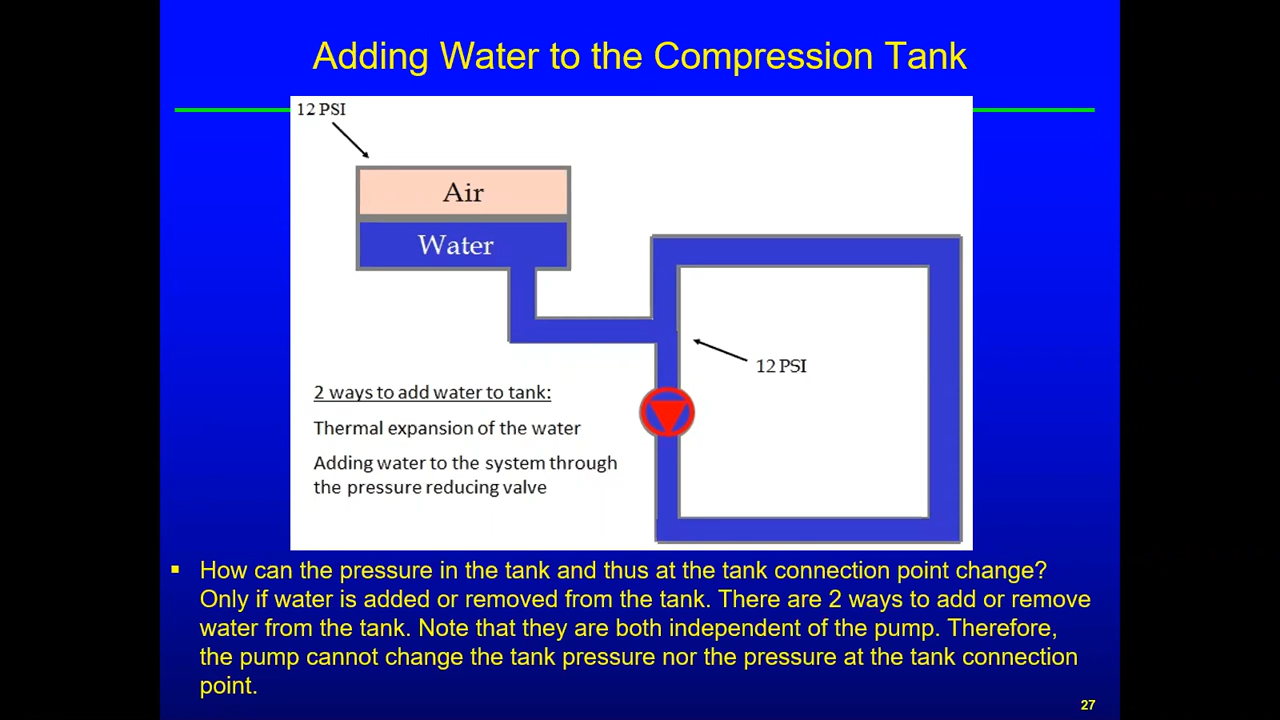 Adding Water to the Compression Tank
12 PSI
Air
Water
12 PSI
2 ways to add water to tank:
Thermal expansion of the water
Adding water to the system through
the pressure reducing valve
How can the pressure in the tank and thus at the tank connection point change?
Only if water is added or removed from the tank. There are 2 ways to add or remove
water from the tank. Note that they are both independent of the pump. Therefore,
the pump cannot change the tank pressure nor the pressure at the tank connection
point.
27